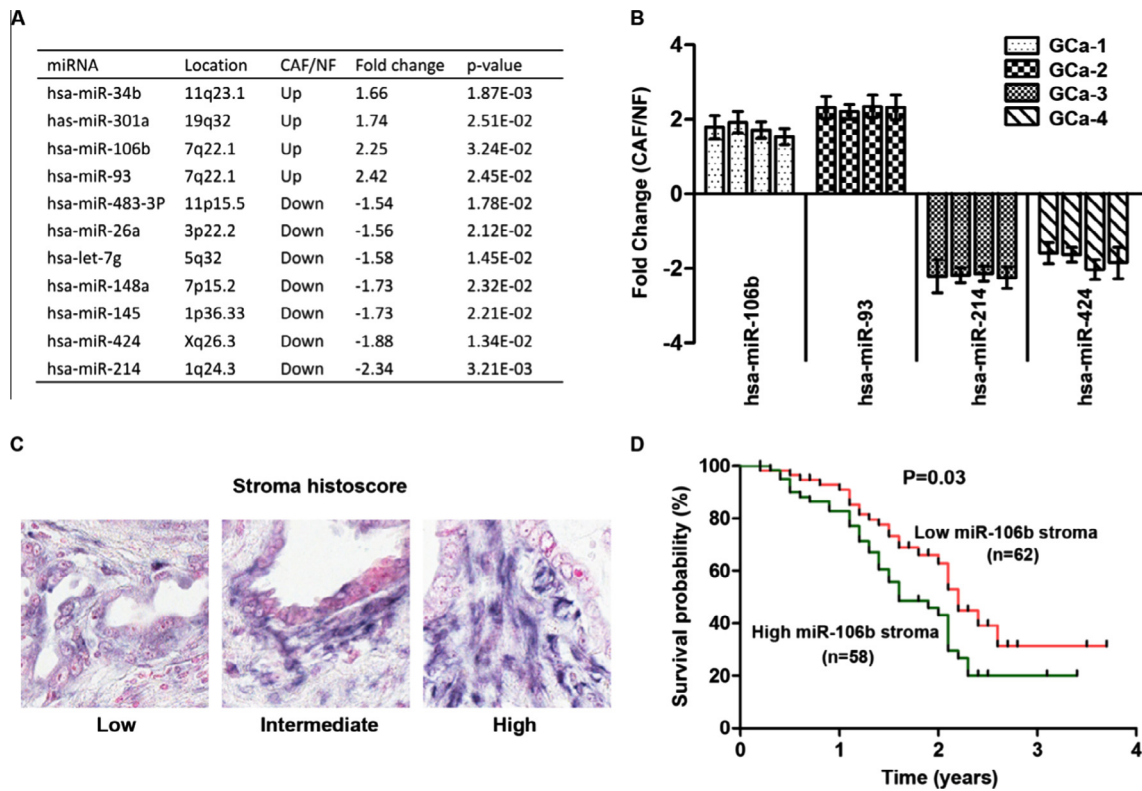 A
miRNA Location CAF/NF Fold change p-value
hsa-miR-34b 11q23.1 Up 1.66 1.87E-03
has-miR-301a 19q32 Up 1.74 2.51E-02
hsa-miR-106b 7q22.1 Up 2.25 3.24E-02
hsa-miR-93 7q22.1 Up 2.42 2.45E-02
hsa-miR-483-3P 11p15.5 Down -1.54 1.78E-02
hsa-miR-26a 3p22.2 Down -1.56 2.12E-02
hsa-let-7g 5q32 Down -1.58 1.45E-02
hsa-miR-148a 7p15.2 Down -1.73 2.32E-02
hsa-miR-145 1p36.33 Down -1.73 2.21E-02
hsa-miR-424 Xq26.3 Down -1.88 1.34E-02
hsa-miR-214 1q24.3 Down -2.34 3.21E-03
B
Fold Change (CAF/NF)
4
2
0
-2
-4
GCa-1
GCa-2
GCa-3
GCa-4
hsa-miR-106b
hsa-miR-93
hsa-miR-214
hsa-miR-424
C
Stroma histoscore
Low Intermediate High
D
Survival probability (%)
100
80
60
40
20
0
P=0.03
Low miR-106b stroma
(n=62)
High miR-106b stroma
(n=58)
0 1 2 3 4
Time (years)